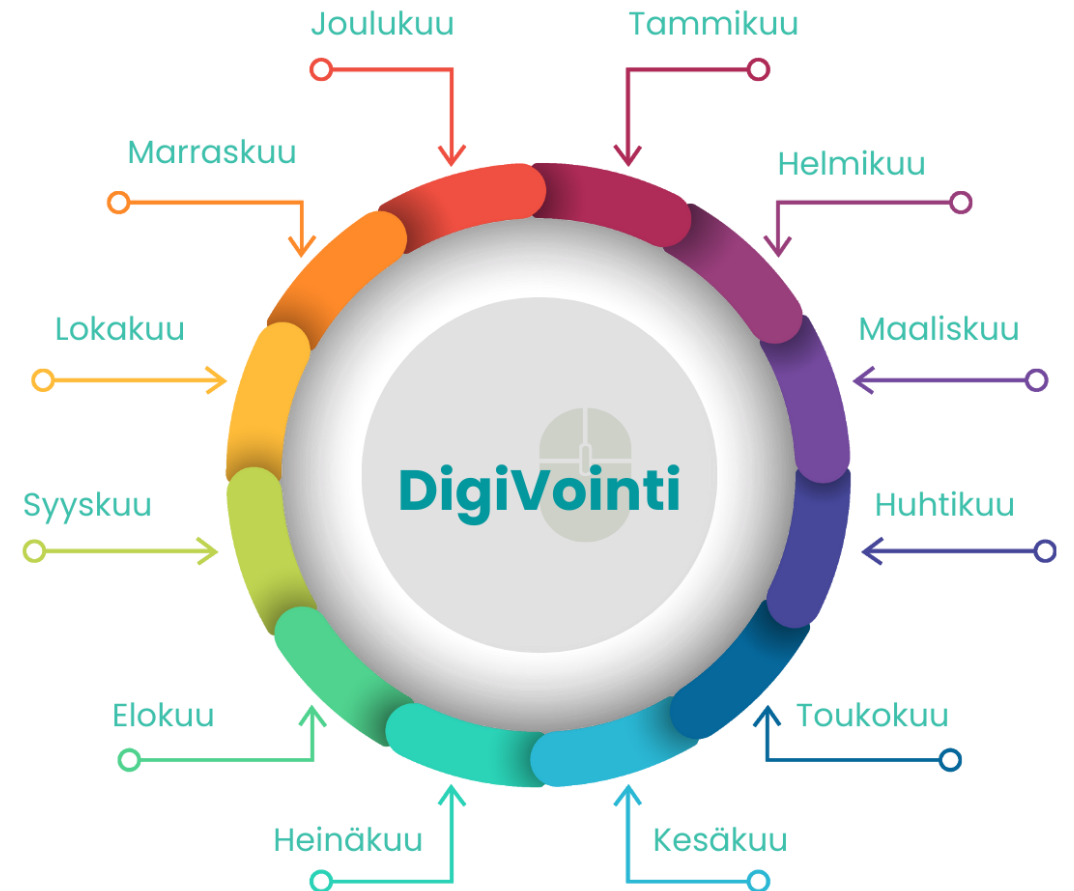 Joulukuu
Tammikuu
Marraskuu
Helmikuu
Lokakuu
Maaliskuu
DigiVointi
Syyskuu
Huhtikuu
Elokuu
Toukokuu
Heinäkuu
Kesäkuu